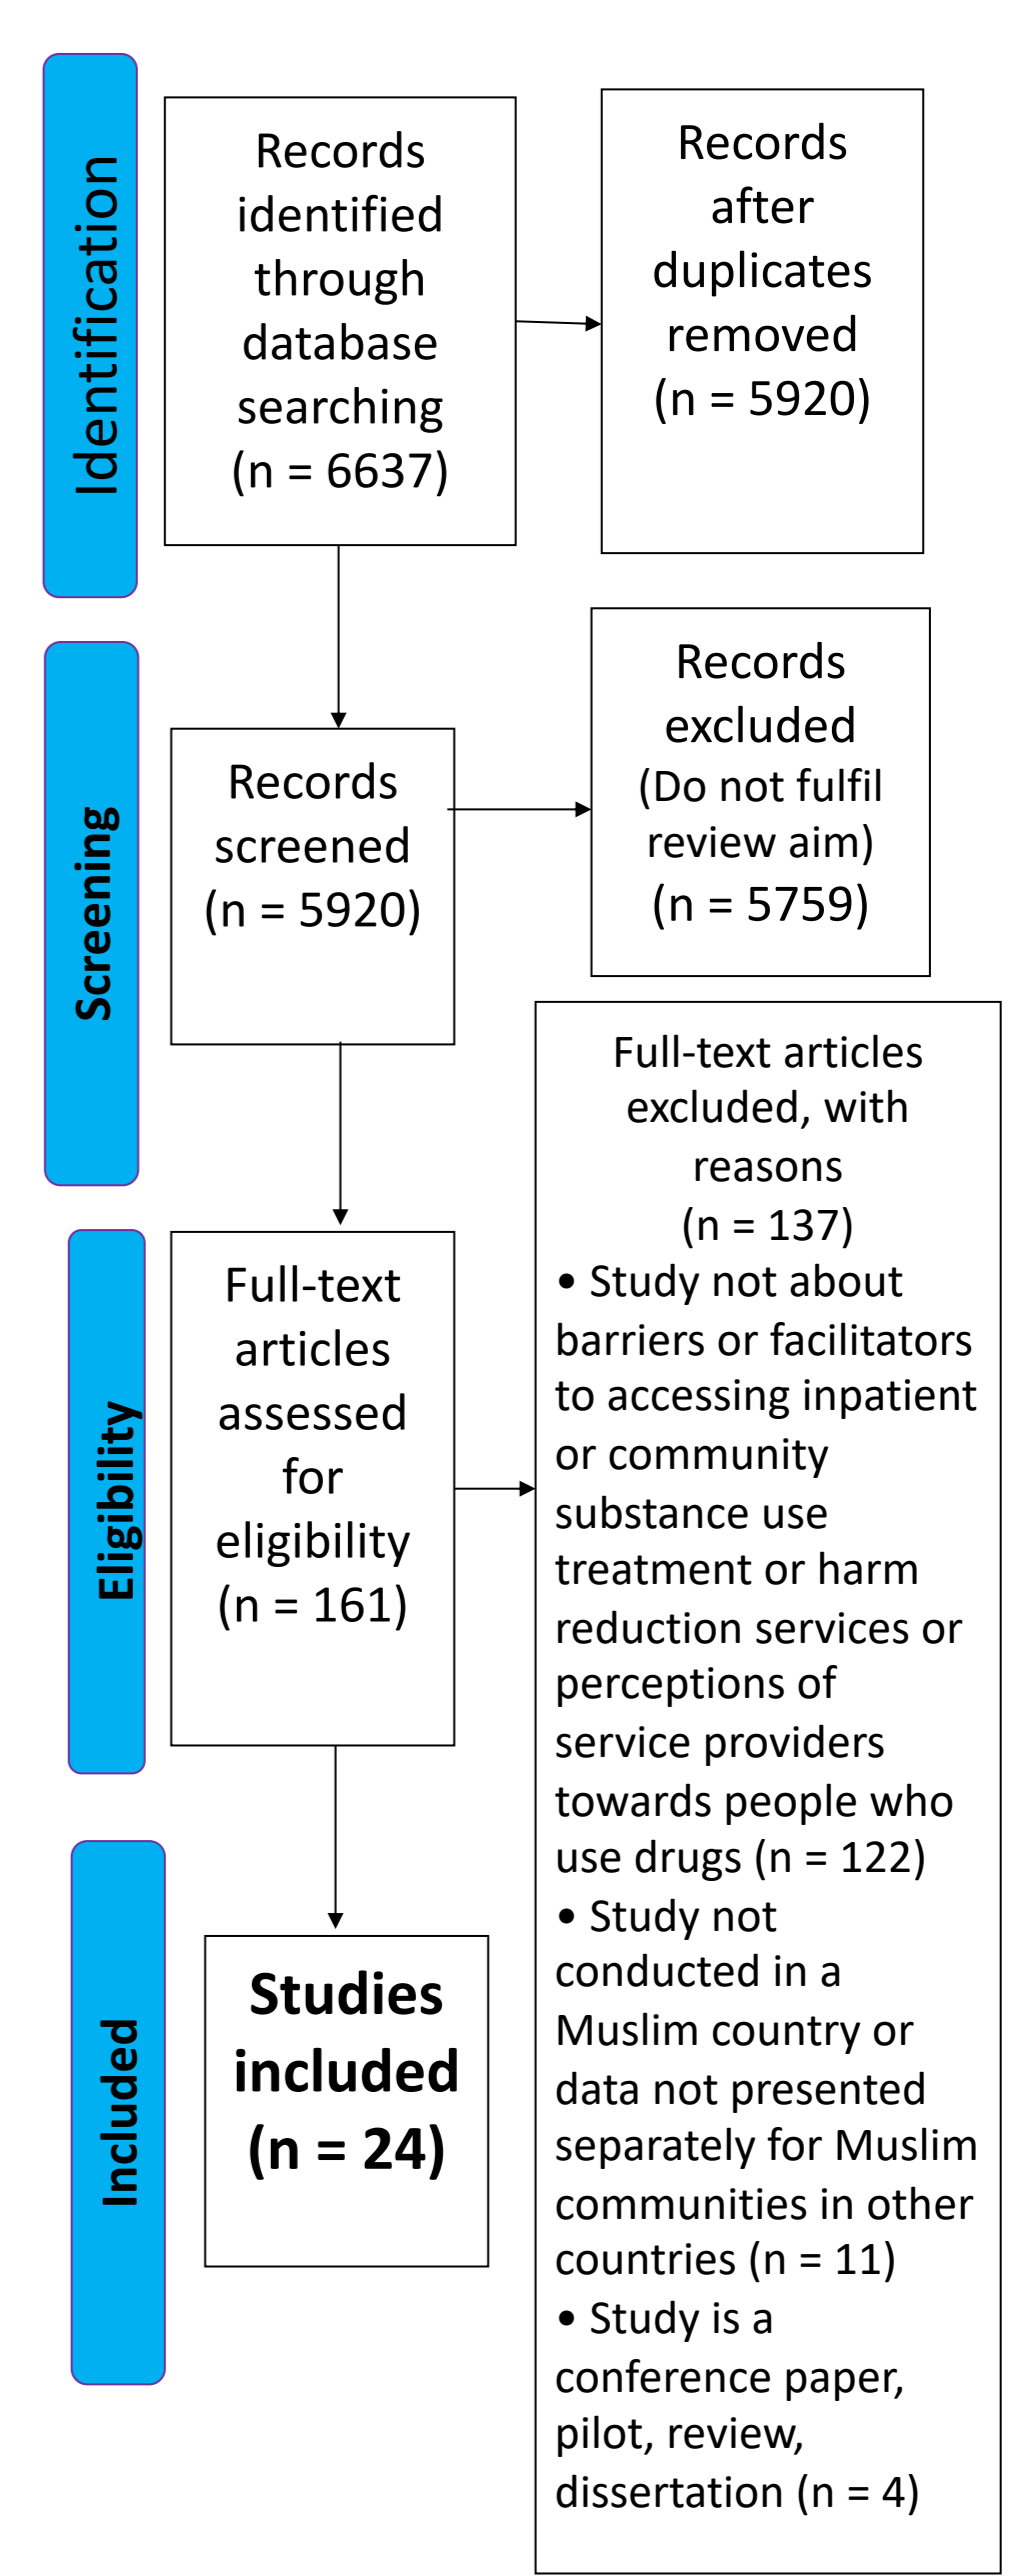 Identification
Records
identified
through
database
searching
(n = 6637)
Records
after
duplicates
removed
(n = 5920)
Screening
Records
screened
(n = 5920)
Records
excluded
(Do not fulfil
review aim)
(n = 5759)
Eligibility
Full-text
articles
assessed
for
eligibility
(n = 161)
Full-text articles
excluded, with
reasons
(n = 137)
• Study not about
barriers or facilitators
to accessing inpatient
or community
substance use
treatment or harm
reduction services or
perceptions of
service providers
towards people who
use drugs (n = 122)
• Study not
conducted in a
Muslim country or
data not presented
separately for Muslim
communities in other
countries (n = 11)
• Study is a
conference paper,
pilot, review,
dissertation (n = 4)
Included
Studies
included
(n = 24)